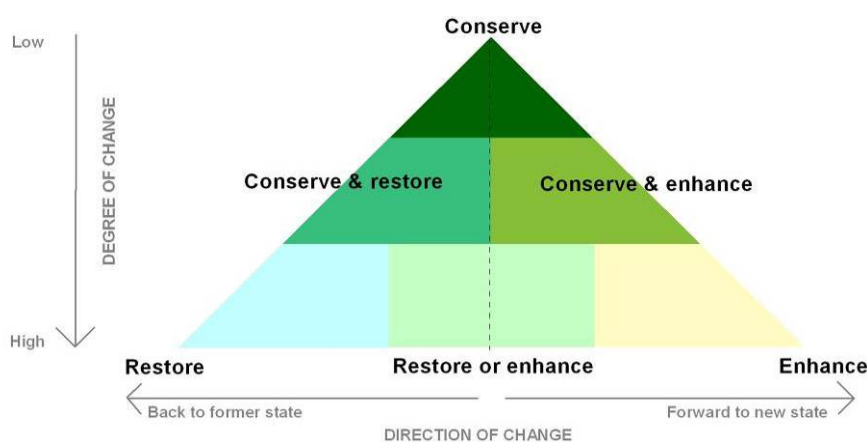 Conserve
Low
DEGREE OF CHANGE
Conserve & restore
Conserve & enhance
High
Restore
Restore or enhance
Enhance
Back to former state
Forward to new state
DIRECTION OF CHANGE